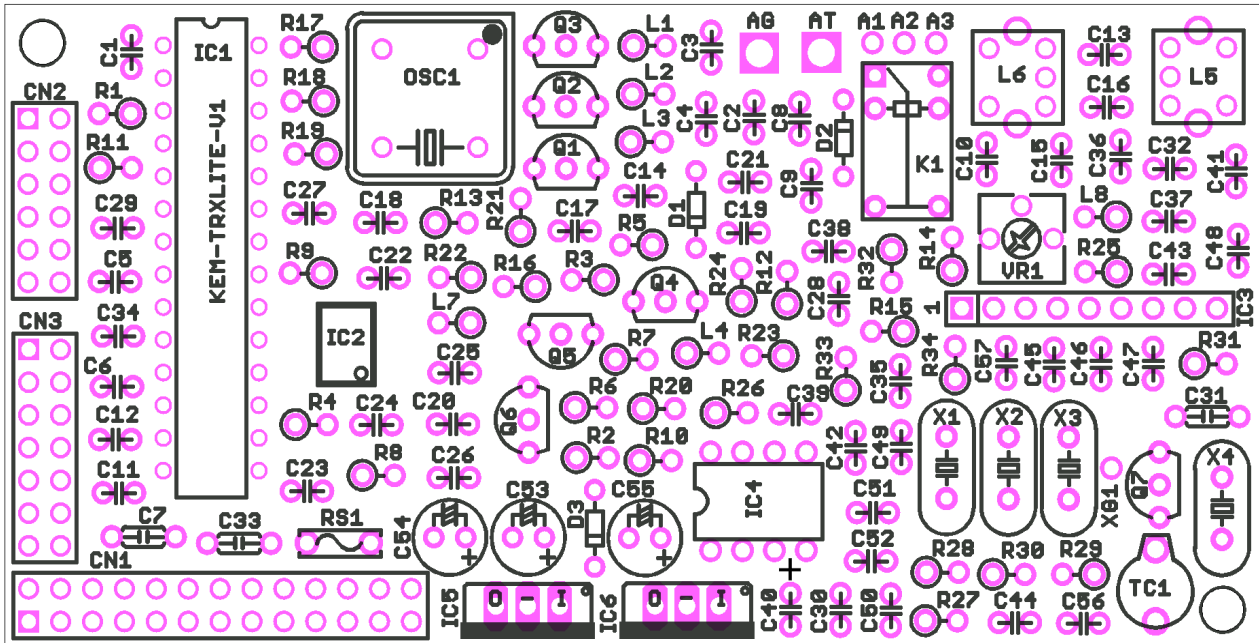 R17
Q3
L1
AG
AT
A1
A2
A3
C1
IC1
C3
C13
OSC1
L6
L5
CN2
R18
Q2
L2
C16
R1
KEM-TRXLITE-V1
L3
C4
C2
C8
D2
R11
R19
Q1
K1
C10
C15
C36
C32
C41
C14
C21
C9
C29
C27
C18
R13
R21
C17
R5
D1
C19
C38
L8
C37
C48
R14
VR1
R25
C43
C5
R9
C22
R22
R16
R3
Q4
R24
R12
C28
R32
CN3
C34
IC2
L7
Q5
R7
L4
R23
R15
1
IC3
C6
C25
R33
C35
R34
C57
C45
C46
C47
R31
C12
R4
C24
C20
Q6
R6
R20
R26
C39
X1
X2
X3
C31
C11
C23
R8
C26
R2
R10
C42
C49
X4
C7
C33
RS1
C54
C53
D3
C55
IC4
C51
XG1
Q7
CN1
+
+
+
C52
R28
R30
R29
TC1
IC5
O - I
IC6
O - I
+
C40
C30
C50
R27
C44
C56